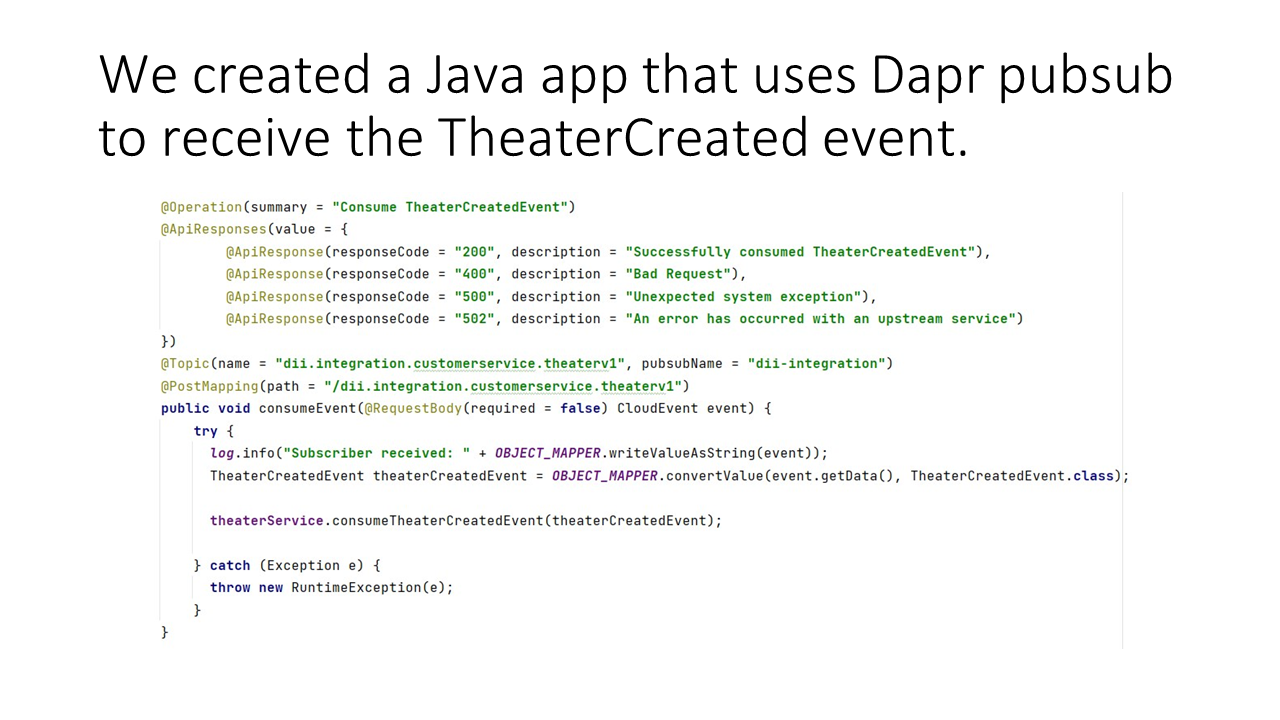 We created a Java app that uses Dapr pubsub
to receive the TheaterCreated event.
@Operation(summary = "Consume TheaterCreatedEvent")
@ApiResponses(value = {
@ApiResponse(responseCode = "200", description = "Successfully consumed TheaterCreatedEvent"),
@ApiResponse(responseCode = "400", description = "Bad Request"),
@ApiResponse(responseCode = "500", description = "Unexpected system exception"),
@ApiResponse(responseCode = "502", description = "An error has occurred with an upstream service")
})
@Topic(name = "dii.integration.customerservice.theaterv1", pubsubName = "dii-integration")
@PostMapping(path = "/dii.integration.customerservice.theaterv1")
public void consumeEvent(@RequestBody(required = false) CloudEvent event) {
try {
log.info("Subscriber received: " + OBJECT_MAPPER.writeValueAsString(event));
TheaterCreatedEvent theaterCreatedEvent = OBJECT_MAPPER.convertValue(event.getData(), TheaterCreatedEvent.class);
theaterService.consumeTheaterCreatedEvent(theaterCreatedEvent);
} catch (Exception e) {
throw new RuntimeException(e);
}
}